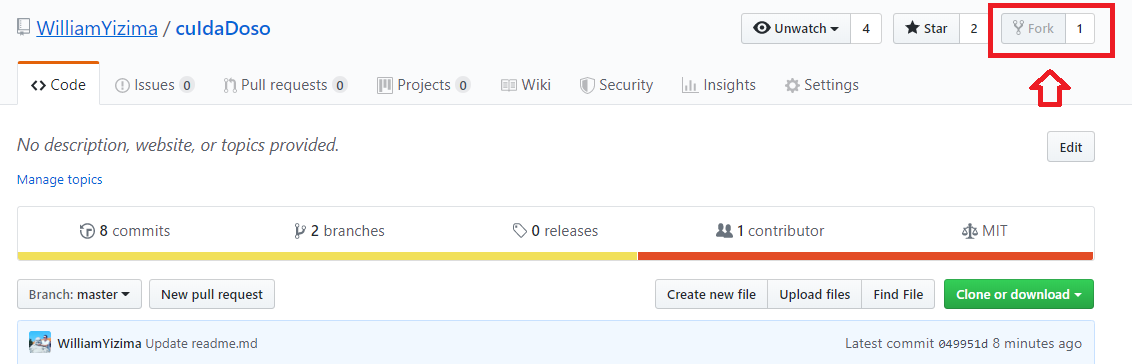 WilliamYizima / cuIdaDoso Unwatch 4 Star 2 Fork 1
Code Issues 0 Pull requests 0 Projects 0 Wiki Security Insights Settings
No description, website, or topics provided. Edit
Manage topics
8 commits 2 branches 0 releases 1 contributor MIT
Branch: master New pull request Create new file Upload files Find File Clone or download
WilliamYizima Update readme.md Latest commit 049951d 8 minutes ago